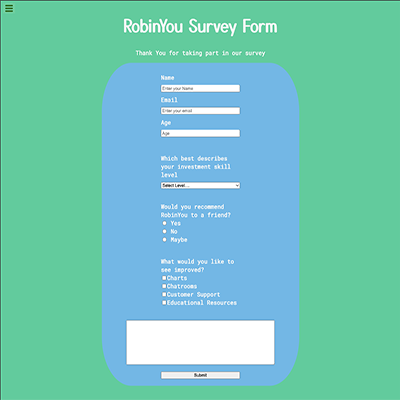 RobinYou Survey Form
Thank You for taking part in our survey
Name
Enter your Name
Email
Enter your email
Age
Age
Which best describes
your investment skill
level
Select Level...
Would you recommend
RobinYou to a friend?
Yes
No
Maybe
What would you like to
see improved?
Charts
Chatrooms
Customer Support
Educational Resources
Submit